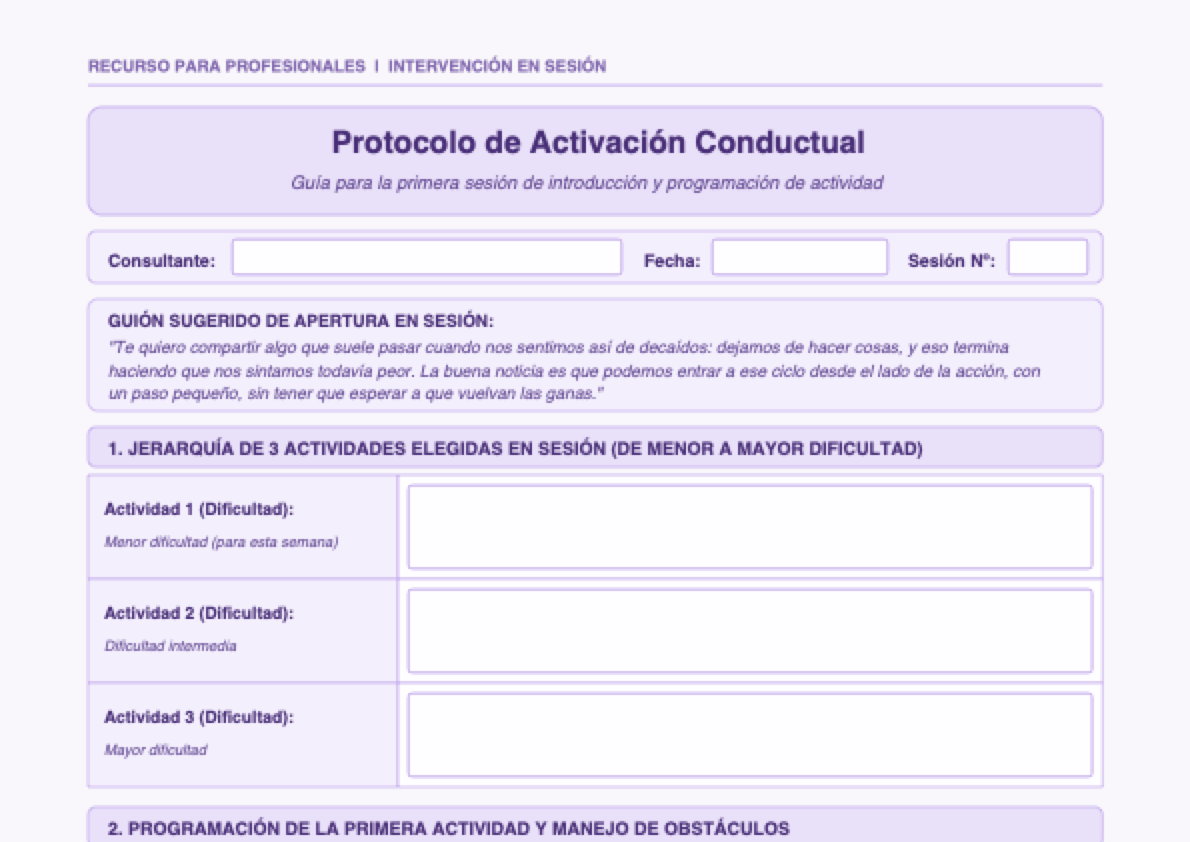 RECURSO PARA PROFESIONALES | INTERVENCIÓN EN SESIÓN
Protocolo de Activación Conductual
Guía para la primera sesión de introducción y programación de actividad
Consultante: Fecha: Sesión N°:
GUIÓN SUGERIDO DE APERTURA EN SESIÓN:
"Te quiero compartir algo que suele pasar cuando nos sentimos así de decaídos: dejamos de hacer cosas, y eso termina
haciendo que nos sintamos todavía peor. La buena noticia es que podemos entrar a ese ciclo desde el lado de la acción, con
un paso pequeño, sin tener que esperar a que vuelvan las ganas."
1. JERARQUÍA DE 3 ACTIVIDADES ELEGIDAS EN SESIÓN (DE MENOR A MAYOR DIFICULTAD)
Actividad 1 (Dificultad):
Menor dificultad (para esta semana)
Actividad 2 (Dificultad):
Dificultad intermedia
Actividad 3 (Dificultad):
Mayor dificultad
2. PROGRAMACIÓN DE LA PRIMERA ACTIVIDAD Y MANEJO DE OBSTÁCULOS